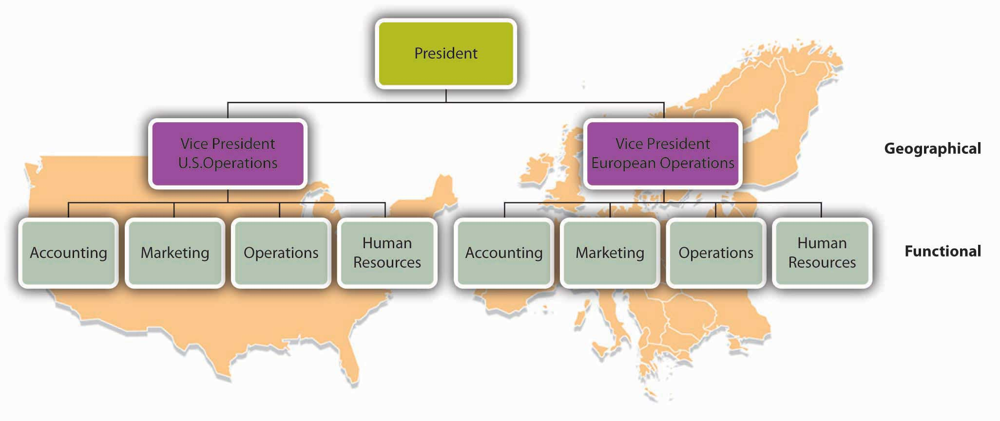 President
Vice President
U.S.Operations
Vice President
European Operations
Geographical
Accounting
Marketing
Operations
Human
Resources
Accounting
Marketing
Operations
Human
Resources
Functional